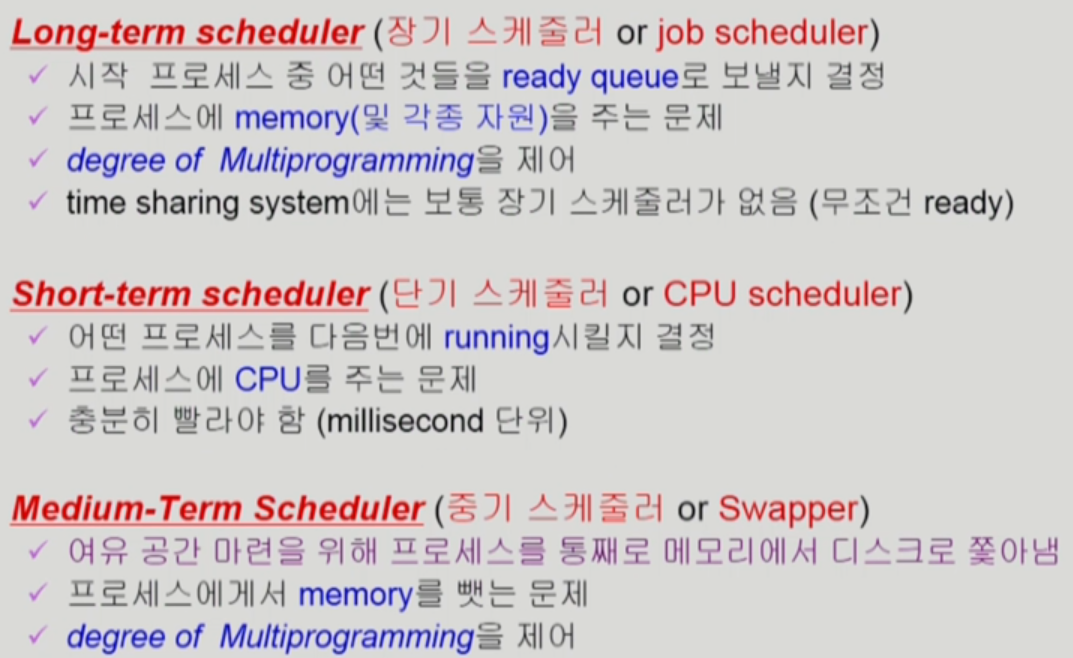 Long-term scheduler (장기 스케줄러 or job scheduler)
✓ 시작 프로세스 중 어떤 것들을 ready queue로 보낼지 결정
✓ 프로세스에 memory(및 각종 자원)을 주는 문제
✓ degree of Multiprogramming을 제어
✓ time sharing system에는 보통 장기 스케줄러가 없음 (무조건 ready)
Short-term scheduler (단기 스케줄러 or CPU scheduler)
✓ 어떤 프로세스를 다음번에 running시킬지 결정
✓ 프로세스에 CPU를 주는 문제
✓ 충분히 빨라야 함 (millisecond 단위)
Medium-Term Scheduler (중기 스케줄러 or Swapper)
✓ 여유 공간 마련을 위해 프로세스를 통째로 메모리에서 디스크로 쫓아냄
✓ 프로세스에게서 memory를 뺏는 문제
✓ degree of Multiprogramming을 제어